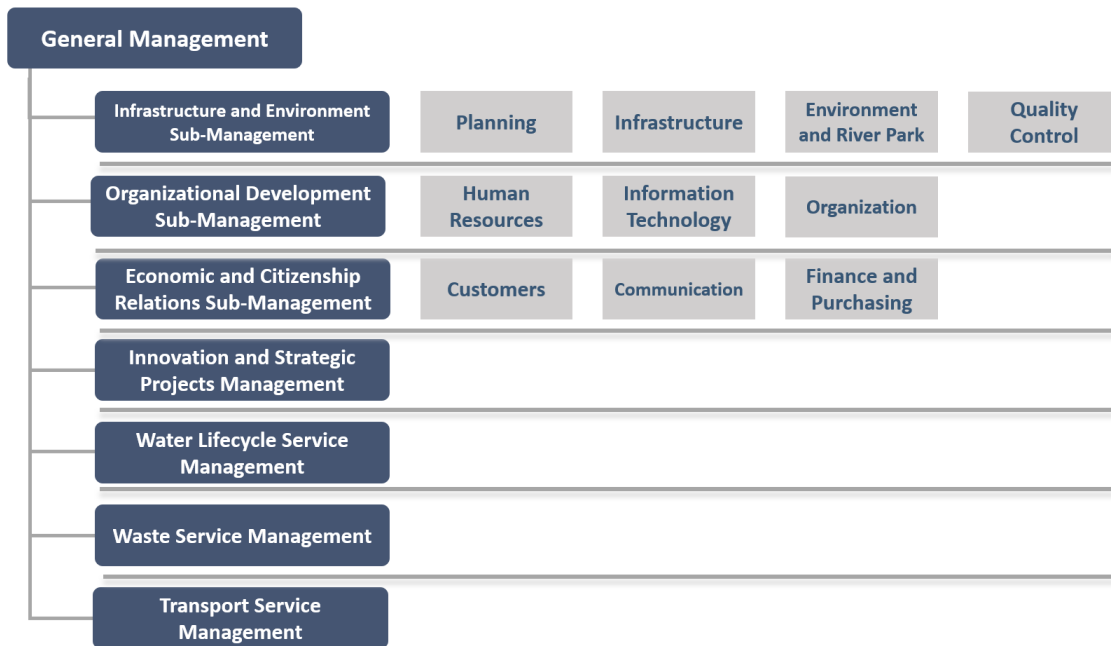 General Management
Infrastructure and Environment
Sub-Management
Planning
Infrastructure
Environment
and River Park
Quality
Control
Organizational Development
Sub-Management
Human
Resources
Information
Technology
Organization
Economic and Citizenship
Relations Sub-Management
Customers
Communication
Finance and
Purchasing
Innovation and Strategic
Projects Management
Water Lifecycle Service
Management
Waste Service Management
Transport Service
Management